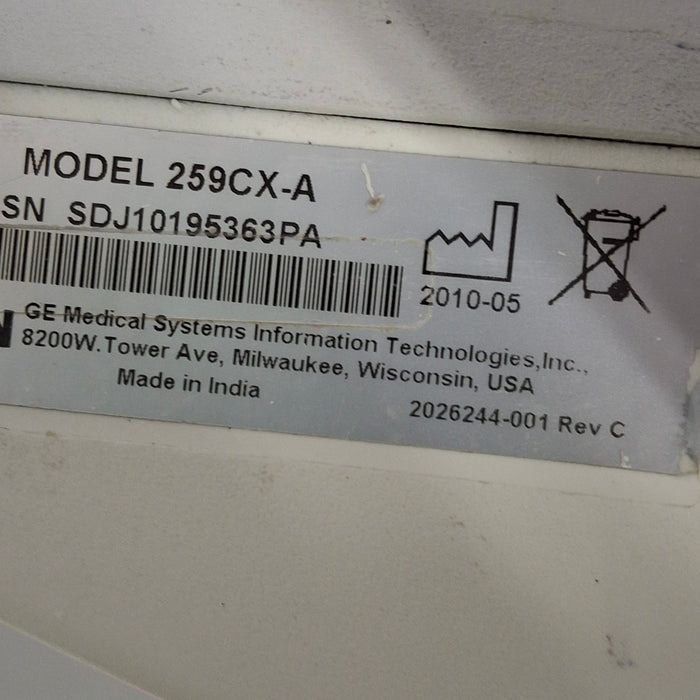 MODEL 259CX-A
SN SDJ10195363PA
2010-05
GE Medical Systems Information Technologies,Inc.,
8200W.Tower Ave, Milwaukee, Wisconsin, USA
Made in India
2026244-001 Rev C